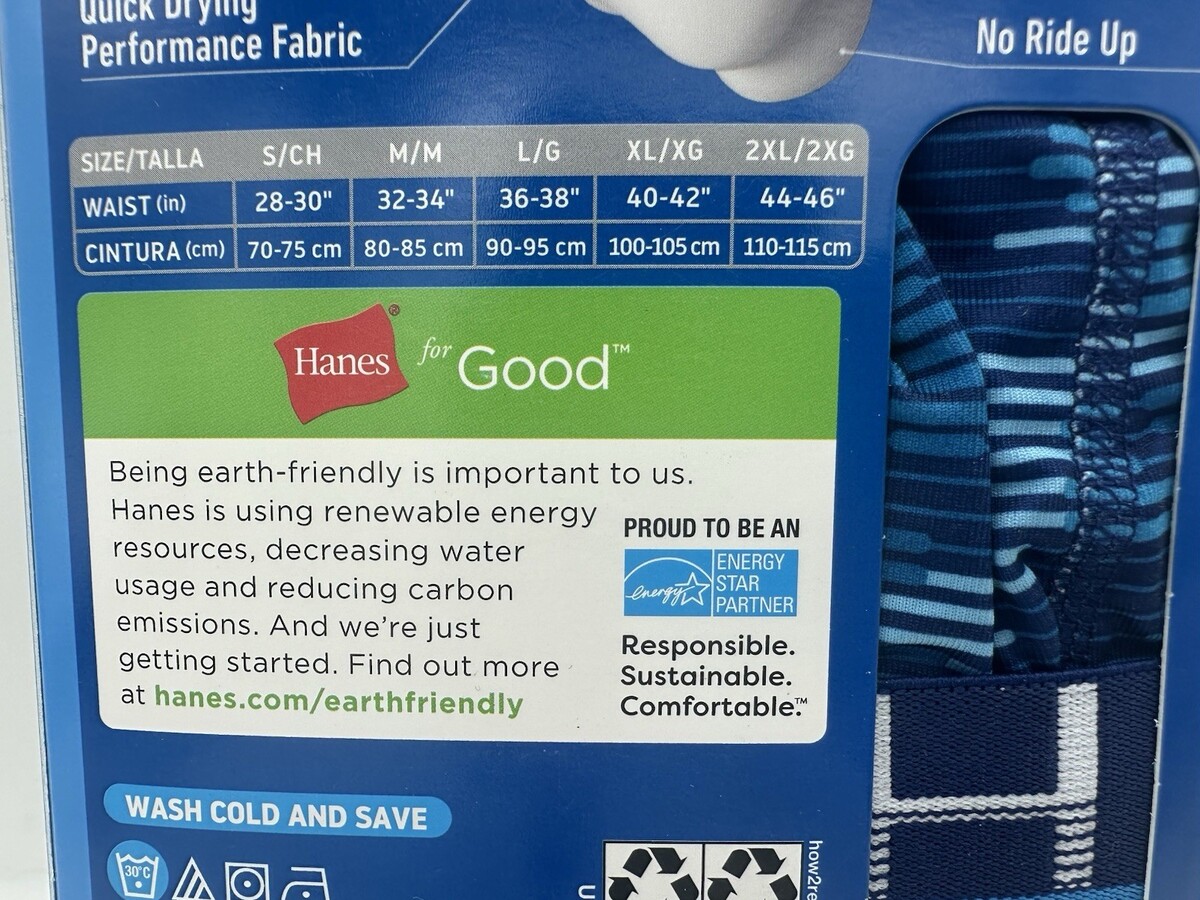 Quick Drying
Performance Fabric
No Ride Up
SIZE/TALLA S/CH M/M L/G XL/XG 2XL/2XG
WAIST (in) 28-30" 32-34" 36-38" 40-42" 44-46"
CINTURA (cm) 70-75 cm 80-85 cm 90-95 cm 100-105 cm 110-115 cm
Hanes® for Good™
Being earth-friendly is important to us.
Hanes is using renewable energy
resources, decreasing water
usage and reducing carbon
emissions. And we're just
getting started. Find out more
at hanes.com/earthfriendly
PROUD TO BE AN
energy
ENERGY
STAR
PARTNER
Responsible.
Sustainable.
Comfortable.™
WASH COLD AND SAVE
30°C